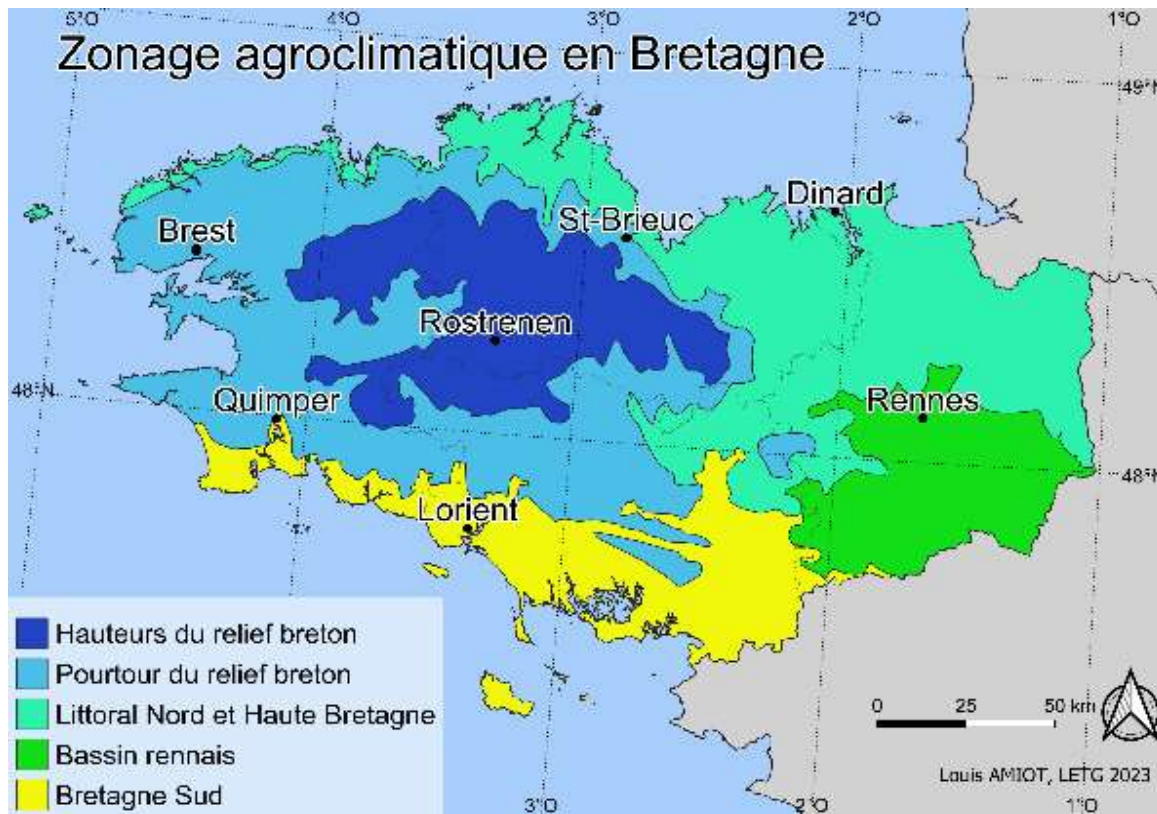 5°O 4°O 3°O 2°O 1°O
Zonage agroclimatique en Bretagne
49°N
Dinard
Brest
St-Brieuc
Rostrenen
48°N
Quimper
Rennes
48°N
Lorient
Hauteurs du relief breton
Pourtour du relief breton
Littoral Nord et Haute Bretagne
Bassin rennais
Bretagne Sud
0 25 50 km
Louis AMIOT, LETG 2023
3°O 2°O 1°O